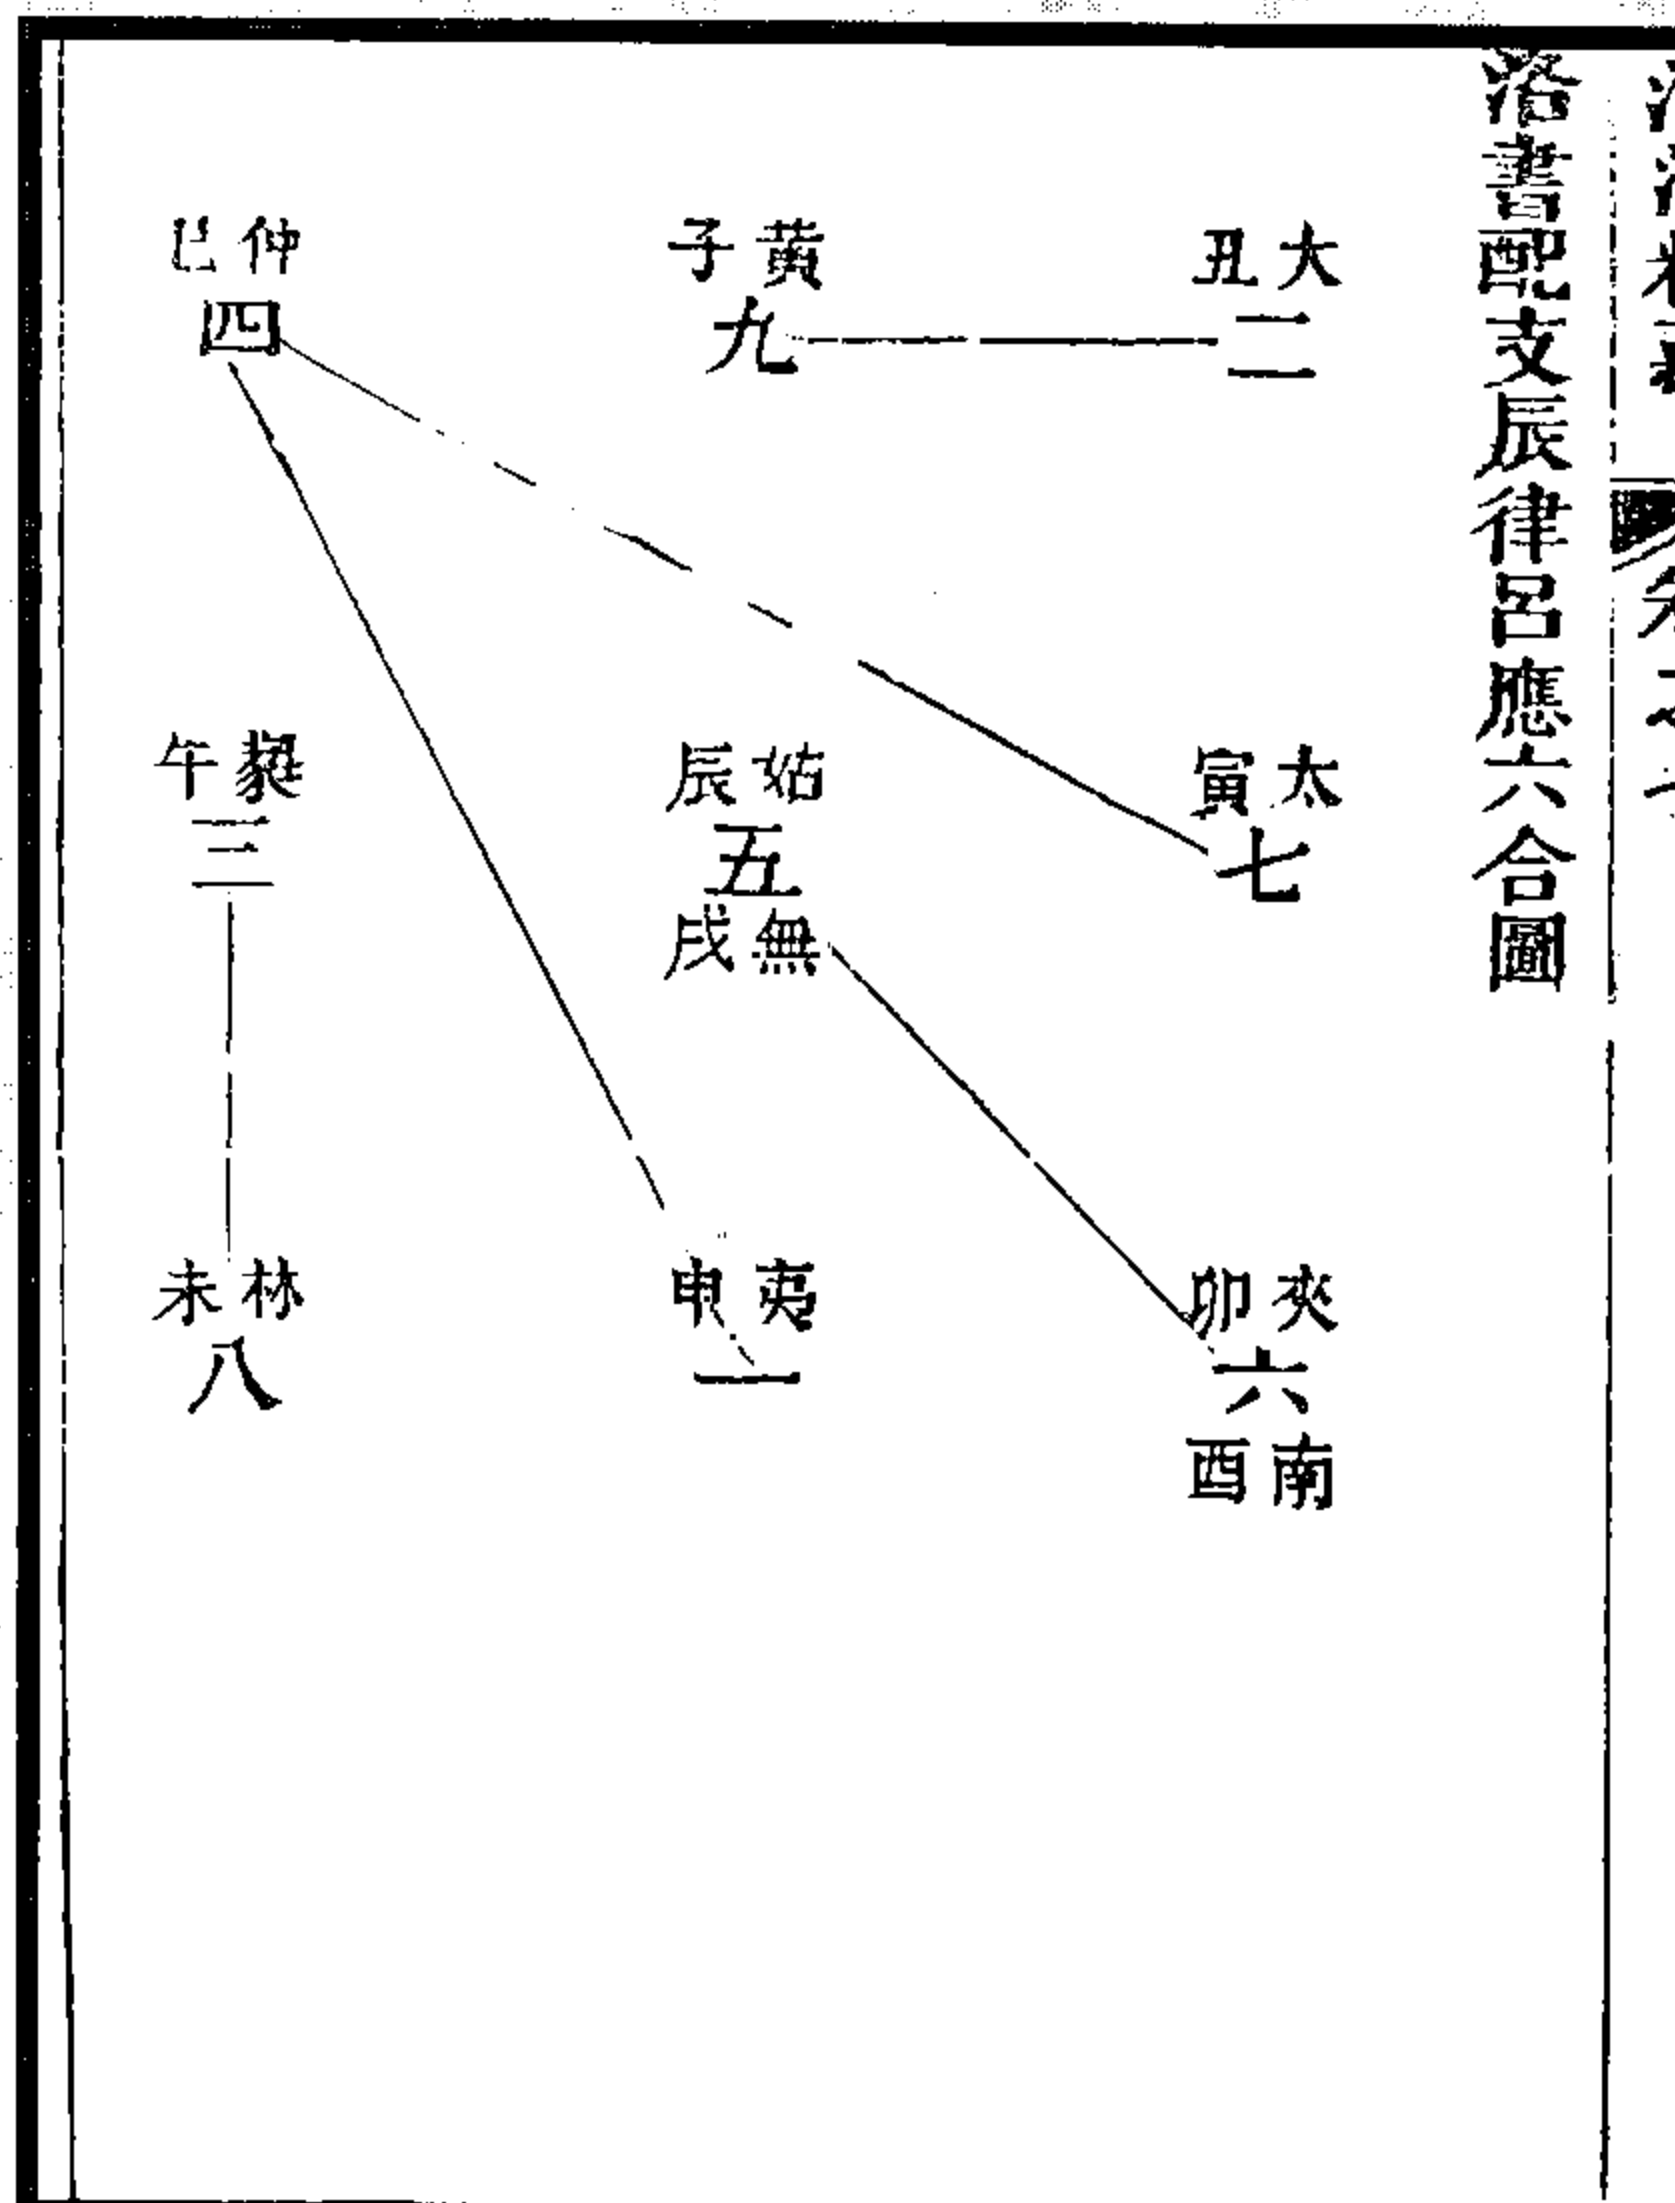 洛書配支辰律呂應六合圖
大丑
二
黃子
九
仲巳
四
太寅
七
姑辰
五
無戌
蕤午
三
夾卯
六
南酉
夷申
一
林未
八